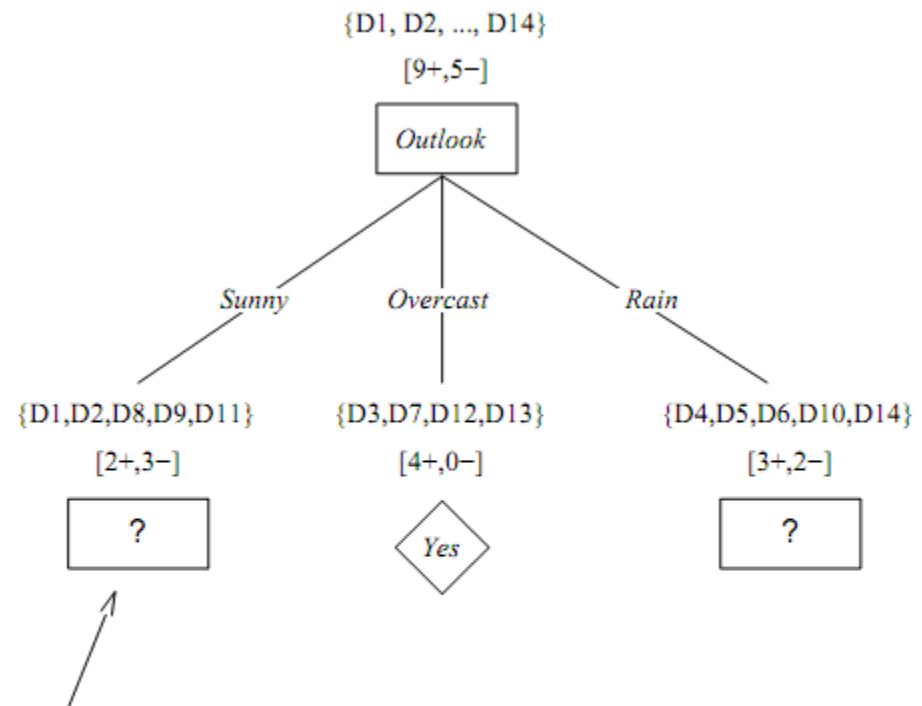 {D1, D2, ..., D14}
[9+,5−]
Outlook
Sunny Overcast Rain
{D1,D2,D8,D9,D11} {D3,D7,D12,D13} {D4,D5,D6,D10,D14}
[2+,3−] [4+,0−] [3+,2−]
? Yes ?